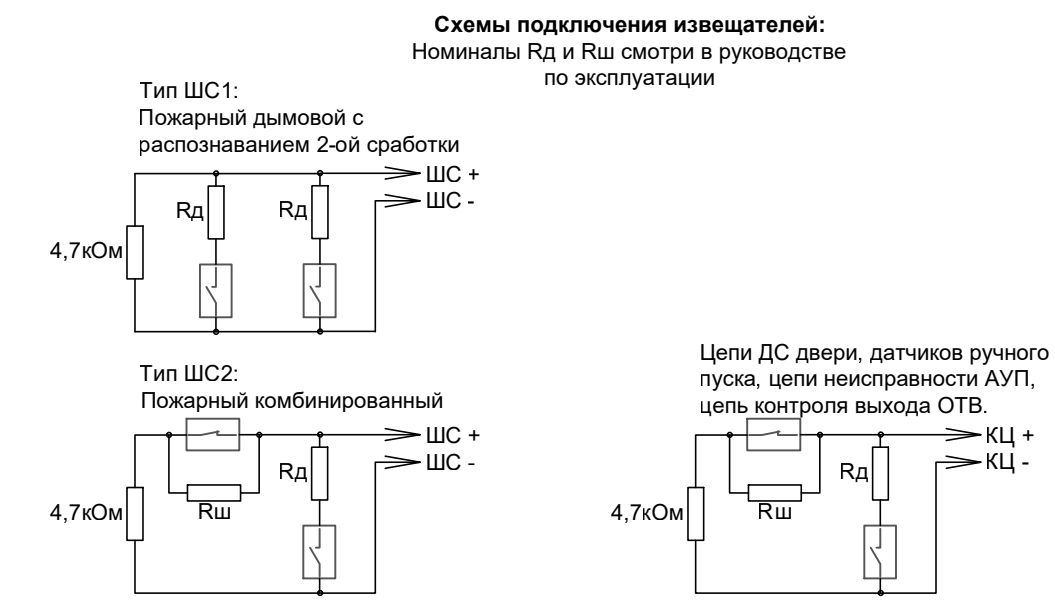 Схемы подключения извещателей:
Номиналы Rд и Rш смотри в руководстве
по эксплуатации
Тип ШС1:
Пожарный дымовой с
распознаванием 2-ой сработки
ШС +
ШС -
Rд
Rд
4,7кОм
Тип ШС2:
Пожарный комбинированный
ШС +
ШС -
Rд
Rш
4,7кОм
Цепи ДС двери, датчиков ручного
пуска, цепи неисправности АУП,
цепь контроля выхода ОТВ.
КЦ +
КЦ -
Rд
Rш
4,7кОм